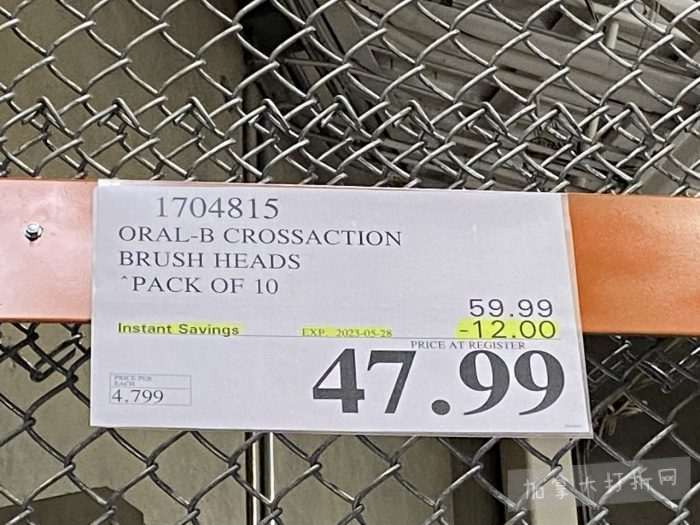 1704815
ORAL-B CROSSACTION
BRUSH HEADS
^PACK OF 10
59.99
Instant Savings EXP. 2023-05-28 -12.00
PRICE AT REGISTER
47.99
PRICE PER
EACH
4.799
加拿大打折网